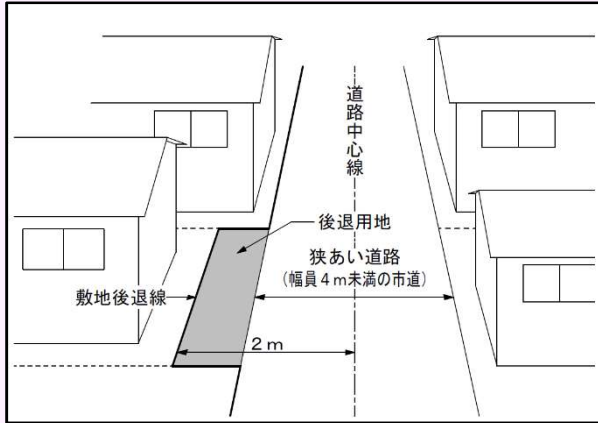 道路中心線
後退用地
狭あい道路
（幅員４ｍ未満の市道）
敷地後退線
２ｍ